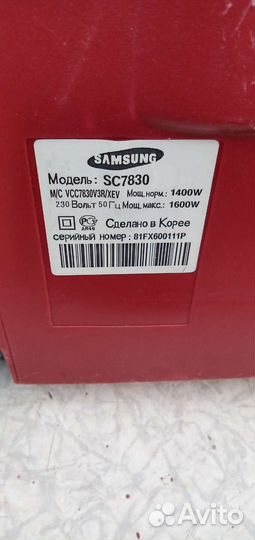 SAMSUNG
Модель: SC7830
M/C VCC7830V3R/XEV Мощ.норм.: 1400W
230 Вольт 50 Гц Мощ. макс.: 1600W
АЯ46 Сделано в Корее
серийный номер : 81FX600111P
Avito